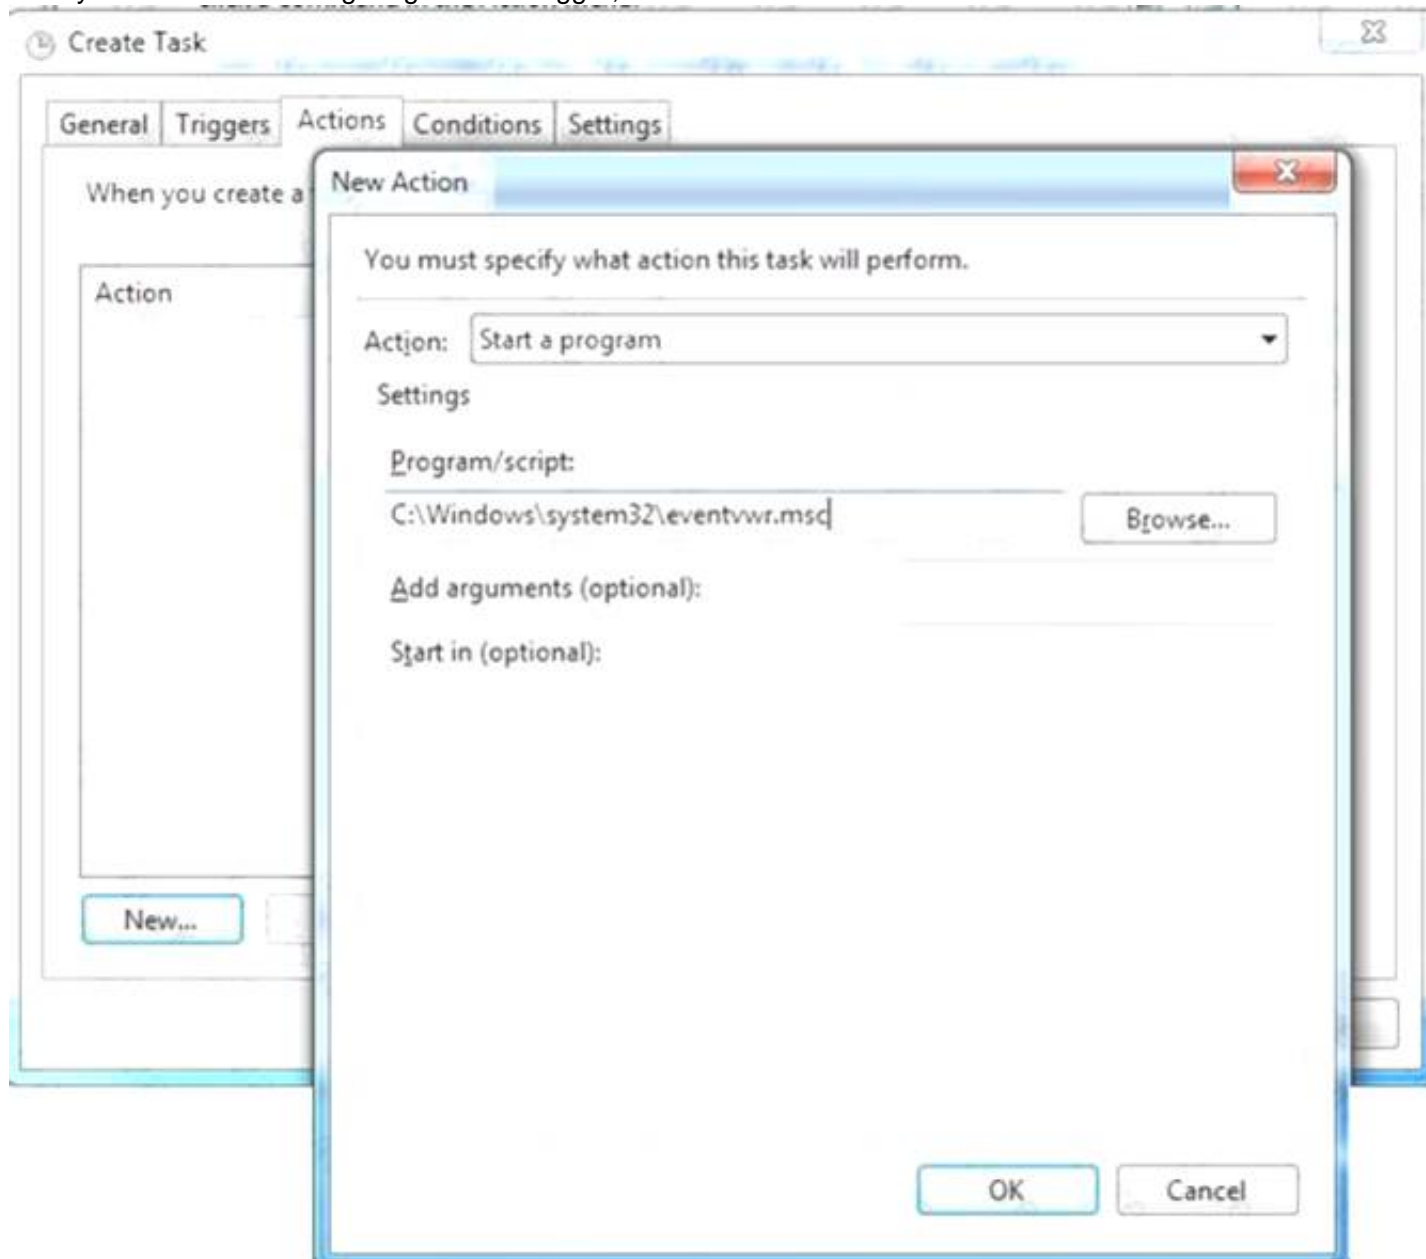 Create Task
General Triggers Actions Conditions Settings
When you create a
Action
New...
New Action
You must specify what action this task will perform.
Action: Start a program
Settings
Program/script:
C:\Windows\system32\eventvwr.msc
Browse...
Add arguments (optional):
Start in (optional):
OK Cancel